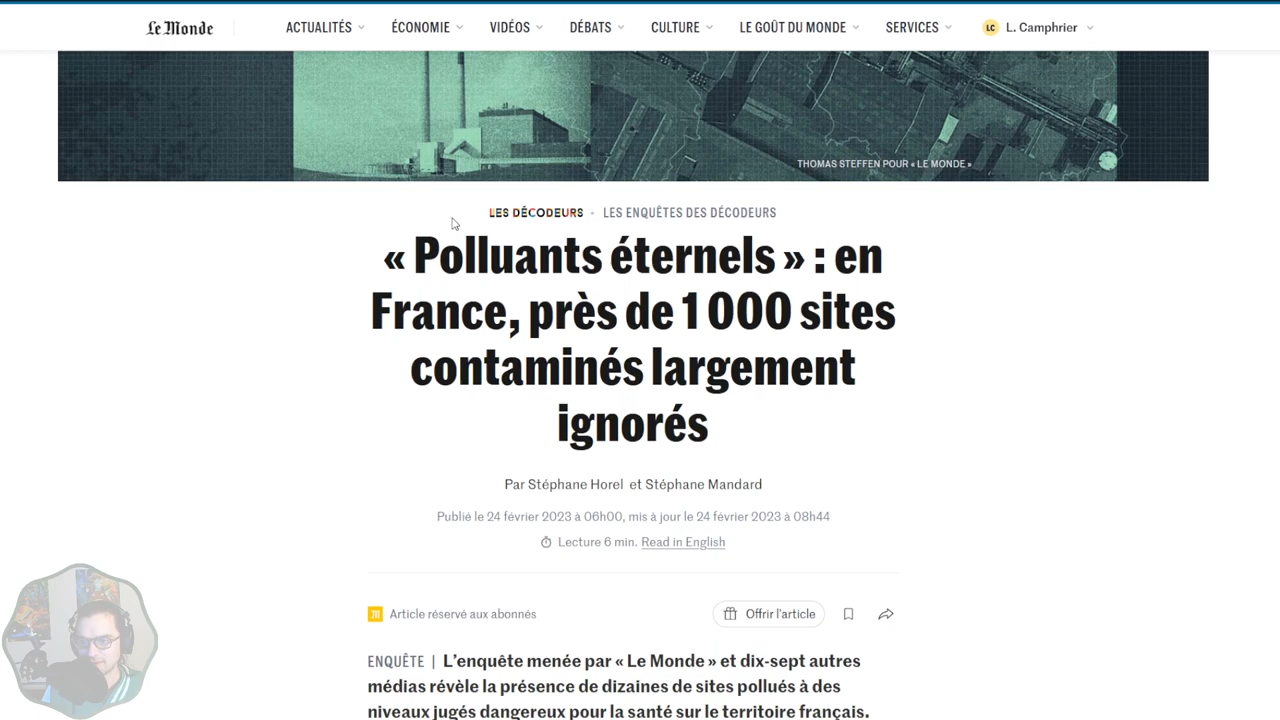 Le Monde
ACTUALITÉS ÉCONOMIE VIDÉOS DÉBATS CULTURE LE GOÛT DU MONDE SERVICES LC L. Camphrier
THOMAS STEFFEN POUR « LE MONDE »
LES DÉCODEURS • LES ENQUÊTES DES DÉCODEURS
« Polluants éternels » : en
France, près de 1 000 sites
contaminés largement
ignorés
Par Stéphane Horel et Stéphane Mandard
Publié le 24 février 2023 à 06h00, mis à jour le 24 février 2023 à 08h44
Lecture 6 min. Read in English
M Article réservé aux abonnés Offrir l'article
ENQUÊTE | L'enquête menée par « Le Monde » et dix-sept autres
médias révèle la présence de dizaines de sites pollués à des
niveaux jugés dangereux pour la santé sur le territoire français.